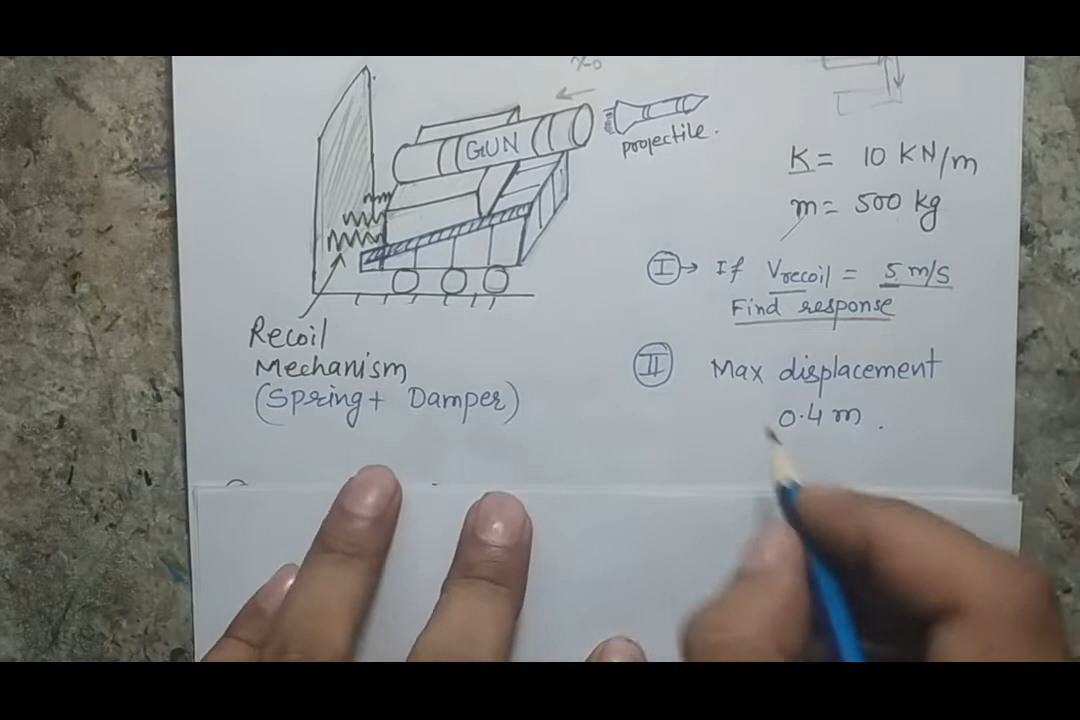 GUN
projectile.
K = 10 KN/m
m = 500 kg
I → If Vrecoil = 5 m/s
Find response
II Max displacement
0.4 m.
Recoil
Mechanism
(Spring + Damper)